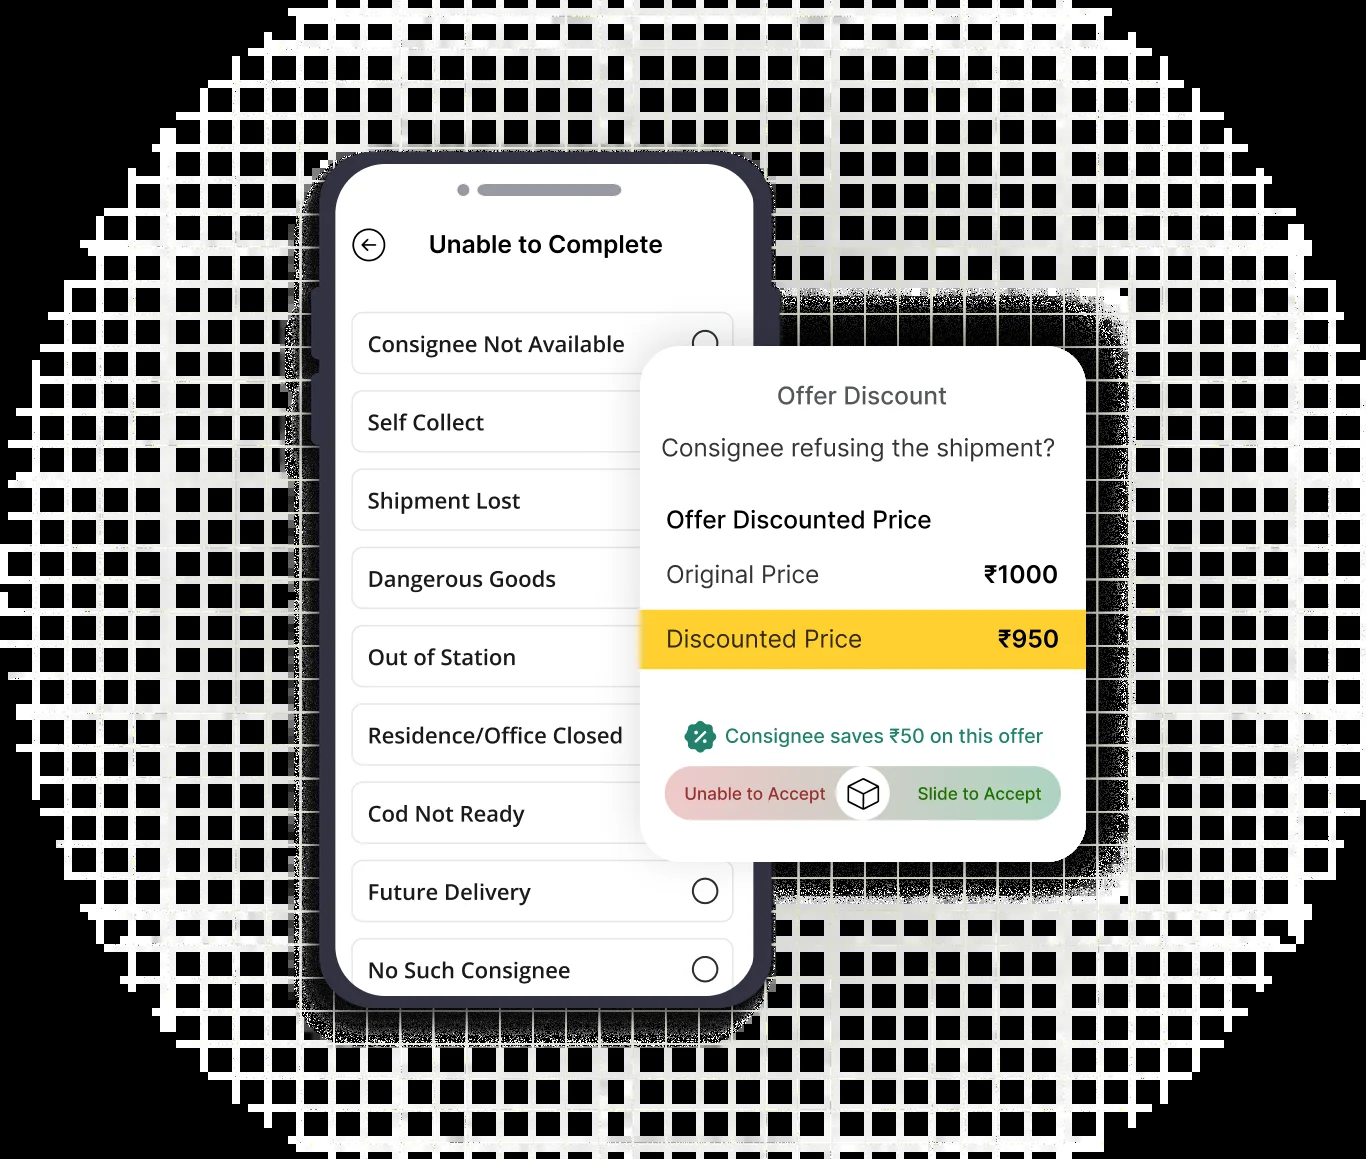 Unable to Complete
Consignee Not Available
Self Collect
Shipment Lost
Dangerous Goods
Out of Station
Residence/Office Closed
Cod Not Ready
Future Delivery
No Such Consignee
Offer Discount
Consignee refusing the shipment?
Offer Discounted Price
Original Price ₹1000
Discounted Price ₹950
Consignee saves ₹50 on this offer
Unable to Accept Slide to Accept